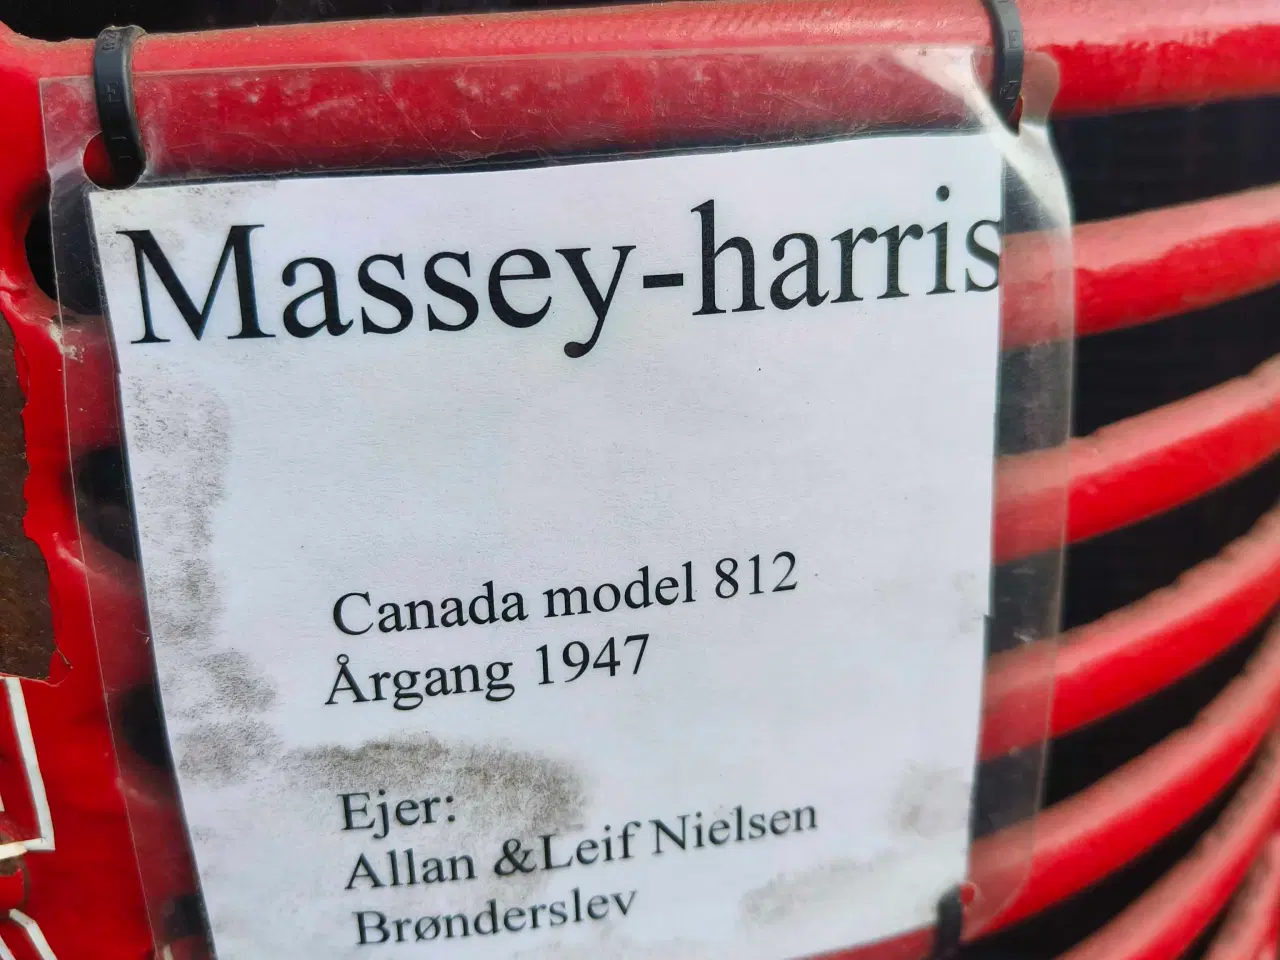 Massey-harris
Canada model 812
Årgang 1947
Ejer:
Allan &Leif Nielsen
Brønderslev